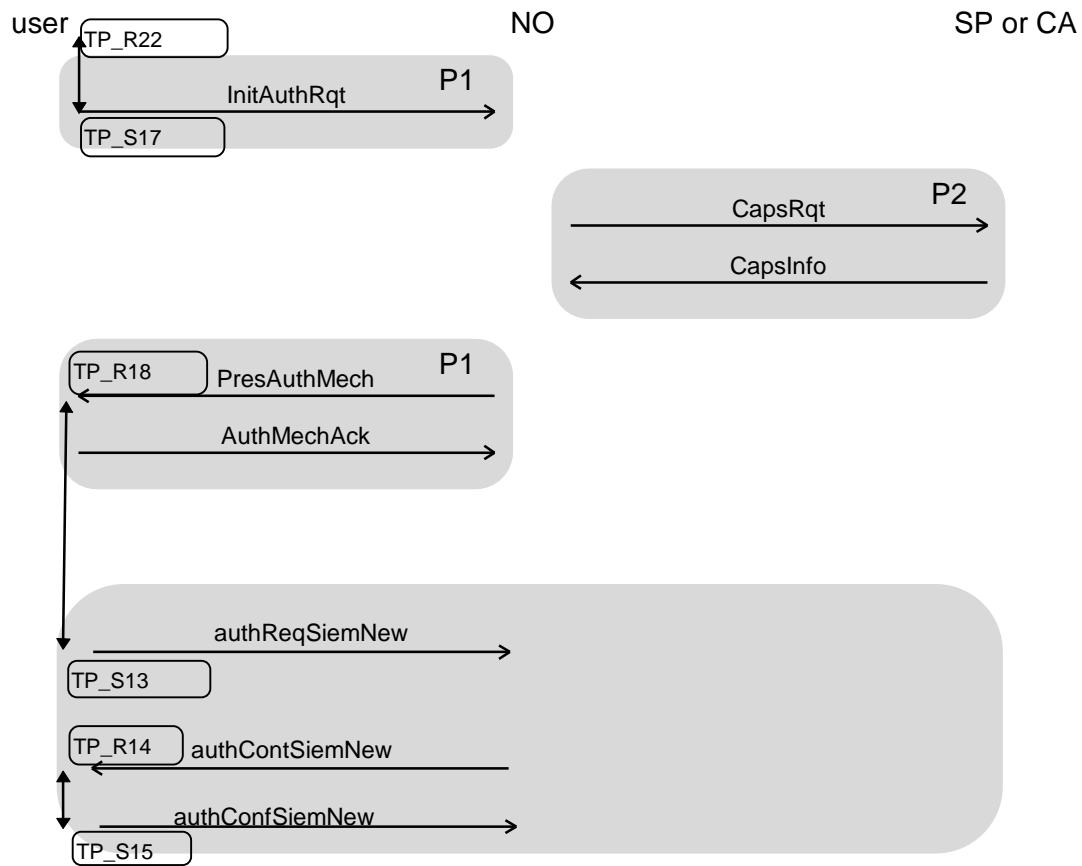 user
TP_R22
NO
SP or CA
P1
InitAuthRqt
TP_S17
P2
CapsRqt
CapsInfo
TP_R18
PresAuthMech
P1
AuthMechAck
authReqSiemNew
TP_S13
TP_R14
authContSiemNew
authConfSiemNew
TP_S15